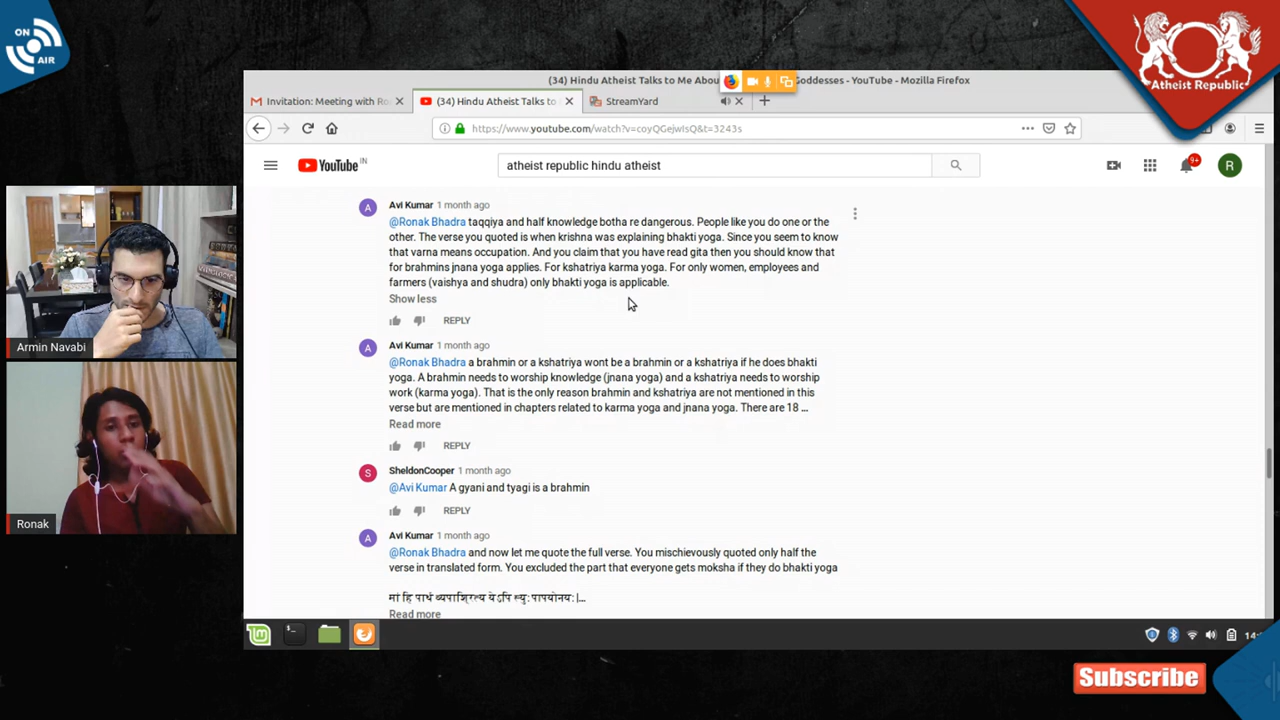 ON
AIR
Atheist Republic
(34) Hindu Atheist Talks to Me Abou
Goddesses - YouTube - Mozilla Firefox
Invitation: Meeting with Ro
(34) Hindu Atheist Talks to
StreamYard
https://www.youtube.com/watch?v=coyQGejwIsQ&t=3243s
YouTube IN
atheist republic hindu atheist
9+
R
A
Avi Kumar 1 month ago
@Ronak Bhadra taqqiya and half knowledge botha re dangerous. People like you do one or the
other. The verse you quoted is when krishna was explaining bhakti yoga. Since you seem to know
that varna means occupation. And you claim that you have read gita then you should know that
for brahmins jnana yoga applies. For kshatriya karma yoga. For only women, employees and
farmers (vaishya and shudra) only bhakti yoga is applicable.
Show less
REPLY
A
Avi Kumar 1 month ago
@Ronak Bhadra a brahmin or a kshatriya wont be a brahmin or a kshatriya if he does bhakti
yoga. A brahmin needs to worship knowledge (jnana yoga) and a kshatriya needs to worship
work (karma yoga). That is the only reason brahmin and kshatriya are not mentioned in this
verse but are mentioned in chapters related to karma yoga and jnana yoga. There are 18 ...
Read more
REPLY
S
SheldonCooper 1 month ago
@Avi Kumar A gyani and tyagi is a brahmin
REPLY
A
Avi Kumar 1 month ago
@Ronak Bhadra and now let me quote the full verse. You mischievously quoted only half the
verse in translated form. You excluded the part that everyone gets moksha if they do bhakti yoga
मां हि पार्थ व्यपाश्रित्य येऽपि स्युः पापयोनयः|...
Read more
Armin Navabi
Ronak
14:
Subscribe